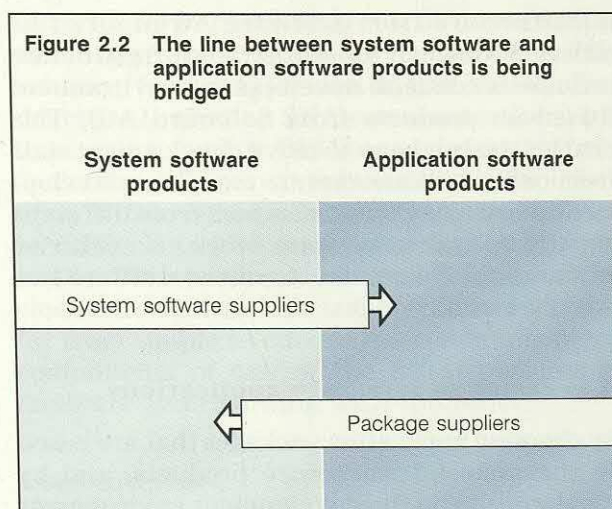 Figure 2.2 The line between system software and
application software products is being
bridged
System software
products
Application software
products
System software suppliers
Package suppliers